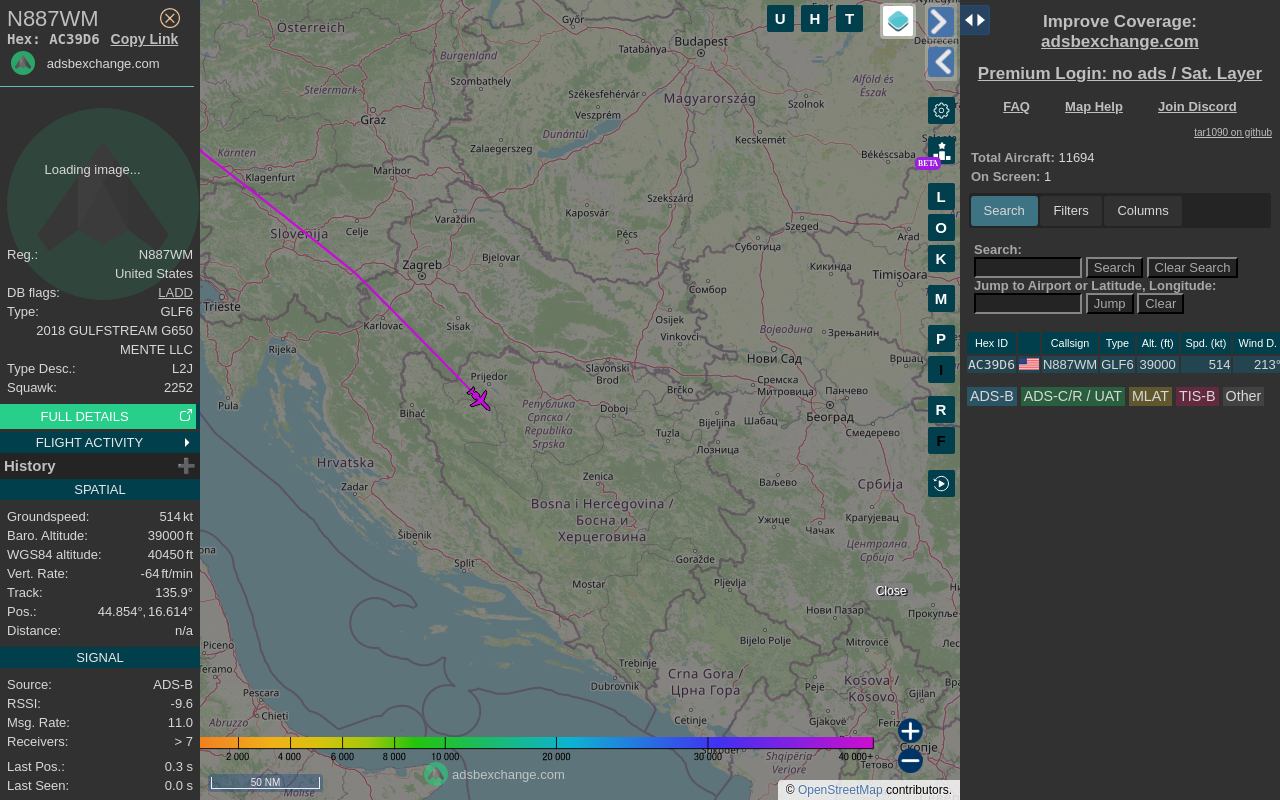 N887WM
Hex: AC39D6 Copy Link
adsbexchange.com
Loading image...
Reg.: N887WM
United States
DB flags: LADD
Type: GLF6
2018 GULFSTREAM G650
MENTE LLC
Type Desc.: L2J
Squawk: 2252
FULL DETAILS
FLIGHT ACTIVITY
History
SPATIAL
Groundspeed: 514 kt
Baro. Altitude: 39000 ft
WGS84 altitude: 40450 ft
Vert. Rate: -64 ft/min
Track: 135.9°
Pos.: 44.854°, 16.614°
Distance: n/a
SIGNAL
Source: ADS-B
RSSI: -9.6
Msg. Rate: 11.0
Receivers: > 7
Last Pos.: 0.3 s
Last Seen: 0.0 s
U H T
Österreich
Győr
Tatabánya
Budapest
Debrecen
Burgenland
Szombathely
Steiermark
Székesfehérvár
Veszprém
Magyarország
Szolnok
Alföld és
Észak
Graz
Dunántúl
Kecskemét
Zalaegerszeg
Békéscsaba
BETA
Kärnten
Klagenfurt
Maribor
Szekszárd
L
Kaposvár
Varaždin
Celje
Slovenija
Pécs
Szeged
O
Arad
Суботица
Bjelovar
Zagreb
K
Кикинда
Timișoara
Сомбор
M
Trieste
Karlovac
Sisak
Osijek
Vinkovci
Војводина
Зрењанин
P
Rijeka
Нови Сад
Вршац
I
Prijedor
Slavonski
Brod
Сремска
Митровица
Панчево
Brčko
Pula
Bihać
Република
Српска /
Republika
Srpska
Doboj
Bijeljina
Шабац
Београд
R
Tuzla
Смедерево
F
Лозница
Hrvatska
Zenica
Zadar
Ваљево
Србија
Bosna i Hercegovina /
Босна и
Херцеговина
Ужице
Чачак
Крагујевац
Šibenik
Централна
Србија
Split
Goražde
Mostar
Pljevlja
Close
Нови Пазар
Прокупље
Piceno
Bijelo Polje
Mitrovicë
Trebinje
Teramo
Crna Gora /
Црна Гора
Dubrovnik
Pejë
Kosova /
Kosovo
Gjilan
Pescara
Chieti
Cetinje
Gjakovë
Abruzzo
Скопје
Shkodër
Shqipëria
Veriore
Тетово
Molise
2 000 4 000 6 000 8 000 10 000 20 000 30 000 40 000+
adsbexchange.com
50 NM
© OpenStreetMap contributors.
Improve Coverage:
adsbexchange.com
Premium Login: no ads / Sat. Layer
FAQ Map Help Join Discord
tar1090 on github
Total Aircraft: 11694
On Screen: 1
Search Filters Columns
Search:
Search Clear Search
Jump to Airport or Latitude, Longitude:
Jump Clear
Hex ID Callsign Type Alt. (ft) Spd. (kt) Wind D.
AC39D6 N887WM GLF6 39000 514 213°
ADS-B ADS-C/R / UAT MLAT TIS-B Other